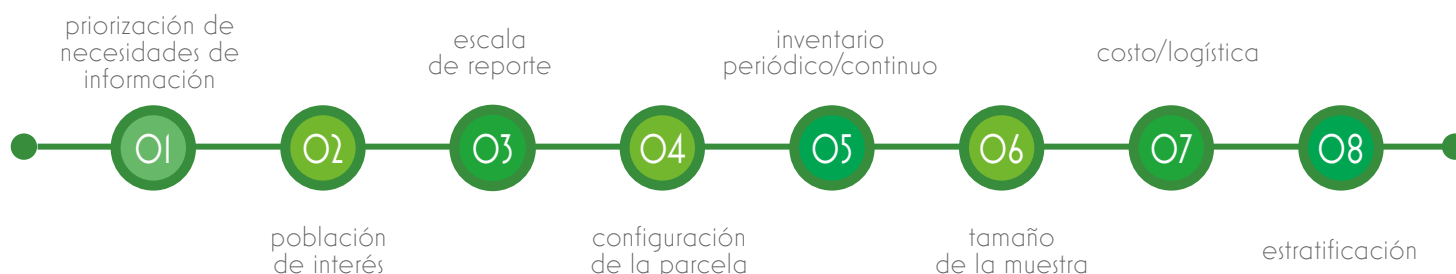 priorización de
necesidades de
información
01
02
población
de interés
escala
de reporte
03
04
configuración
de la parcela
inventario
periódico/continuo
05
06
tamaño
de la muestra
costo/logística
07
08
estratificación